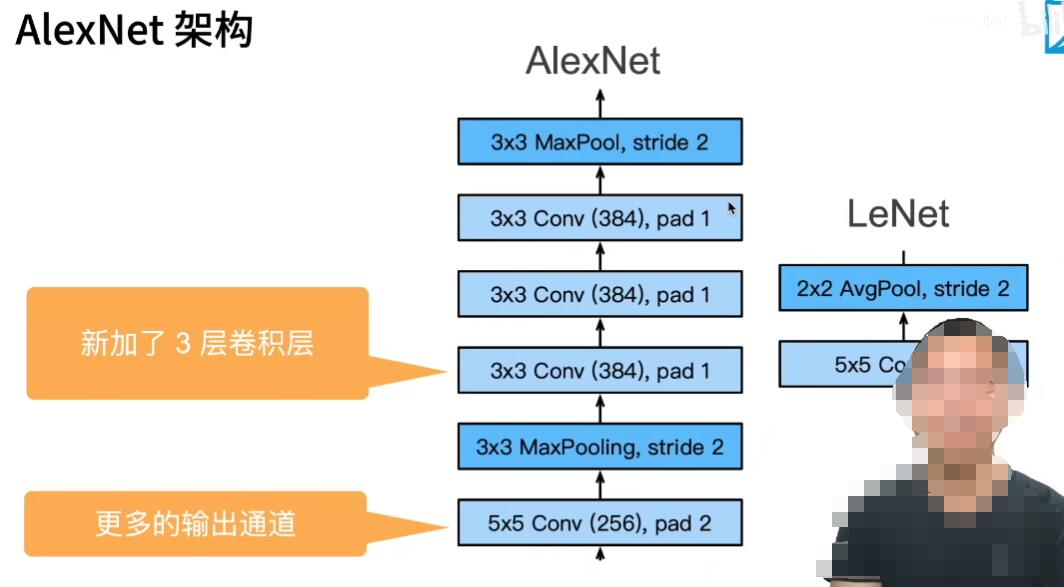 AlexNet 架构
AlexNet
3x3 MaxPool, stride 2
3x3 Conv (384), pad 1
3x3 Conv (384), pad 1
3x3 Conv (384), pad 1
3x3 MaxPooling, stride 2
5x5 Conv (256), pad 2
新加了 3 层卷积层
更多的输出通道
LeNet
2x2 AvgPool, stride 2
5x5 Co